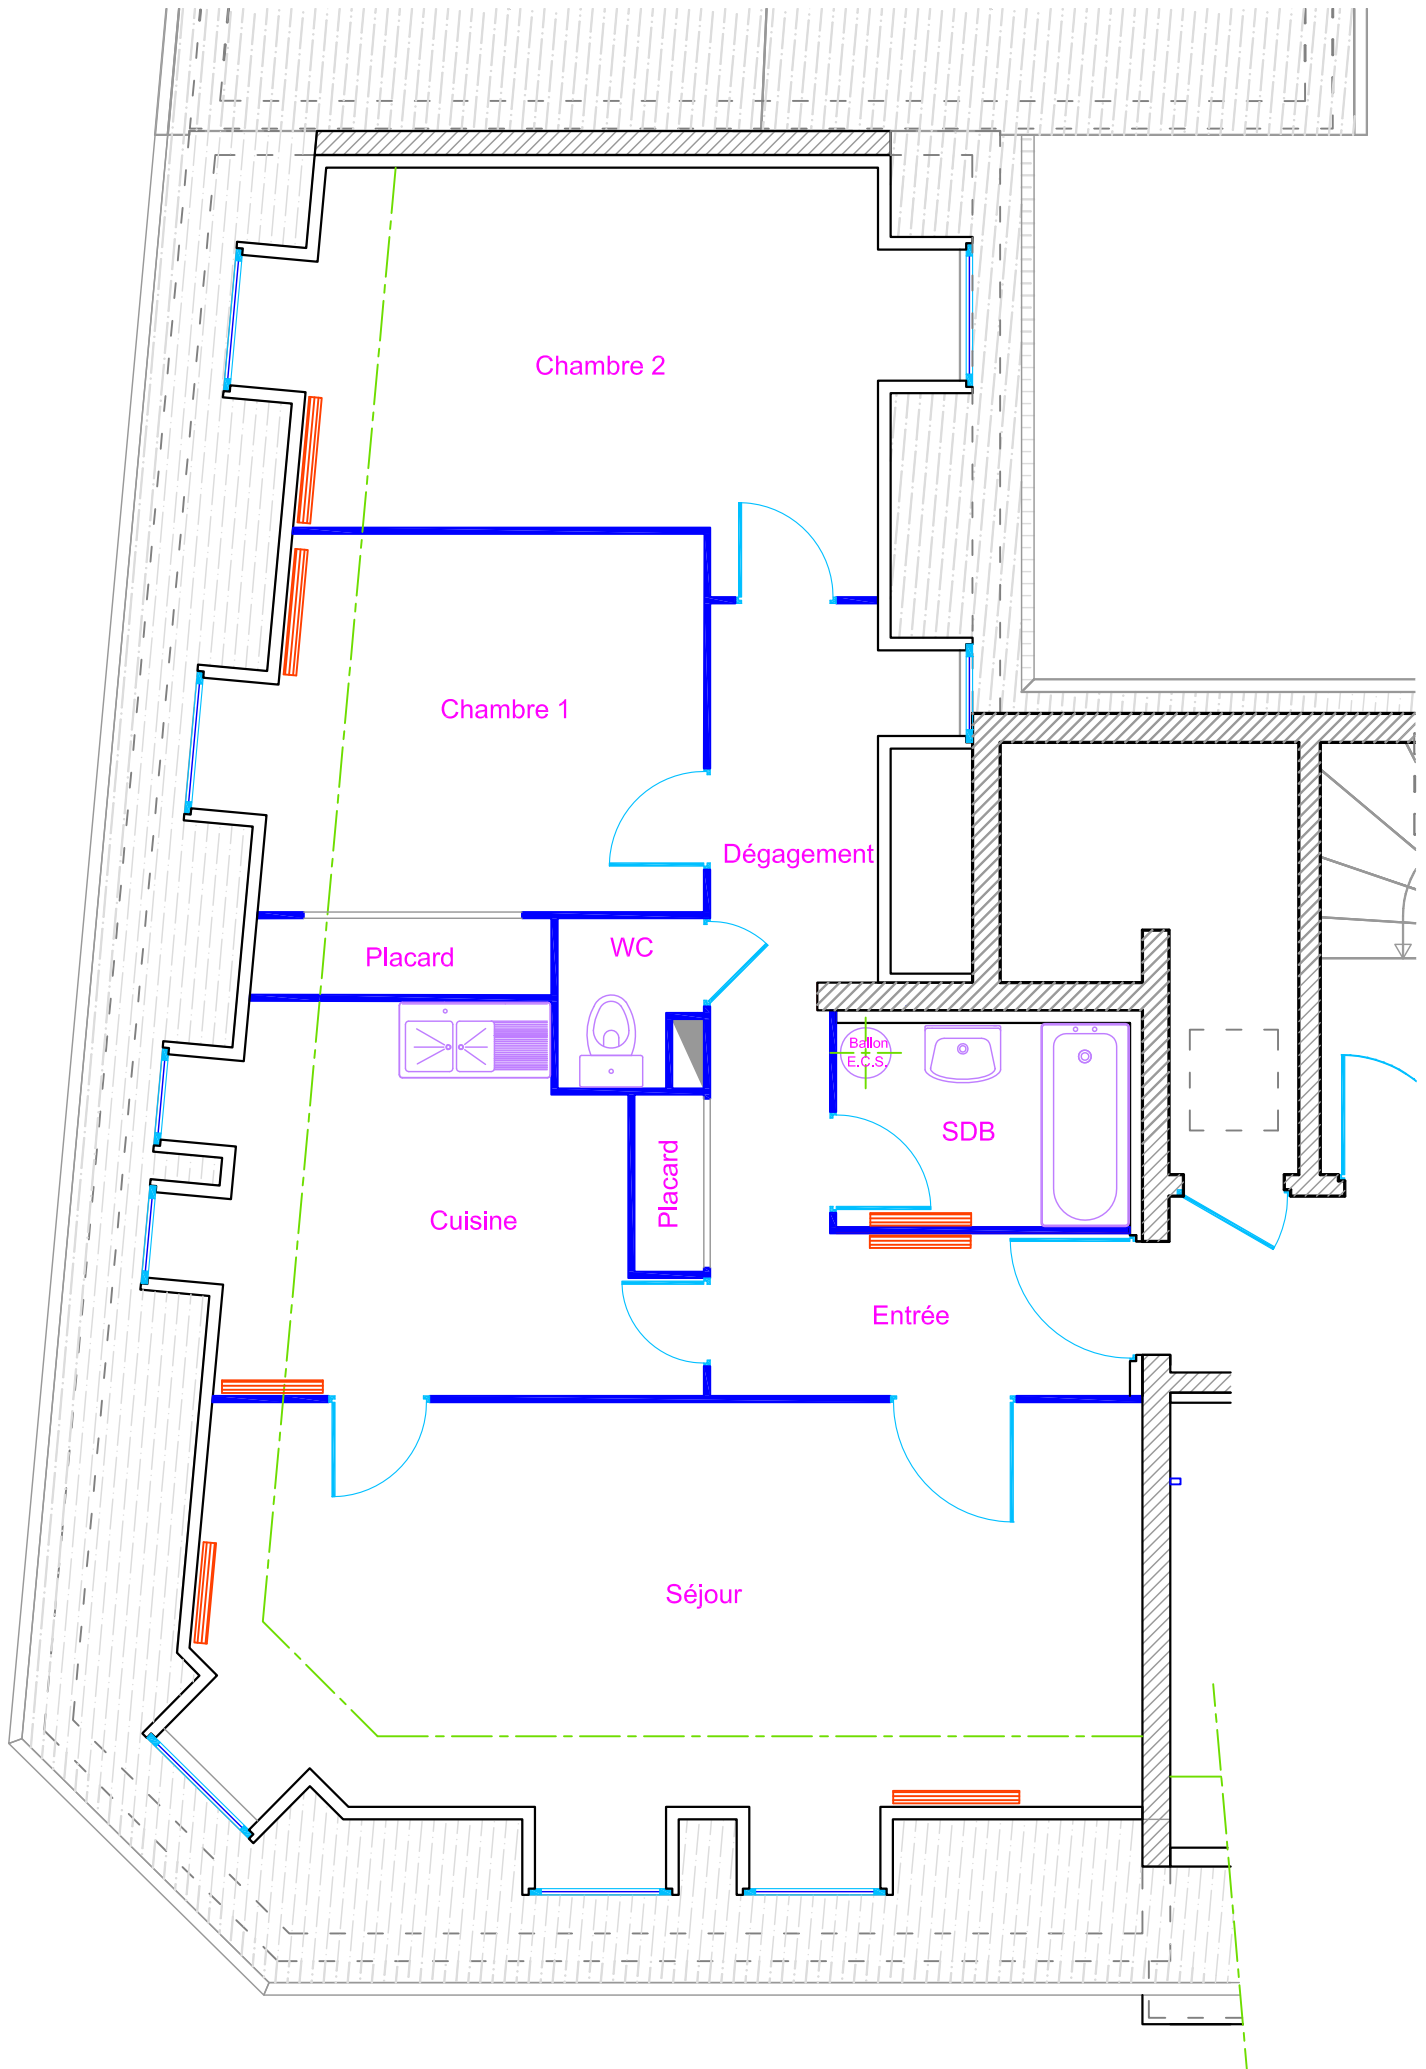 Chambre 2
Chambre 1
Dégagement
Placard
WC
Ballon
E.C.S.
SDB
Placard
Cuisine
Entrée
Séjour